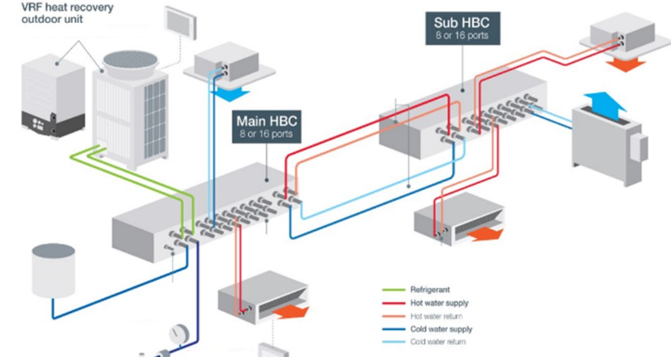 VRF heat recovery
outdoor unit
Sub HBC
8 or 16 ports
Main HBC
8 or 16 ports
Refrigerant
Hot water supply
Hot water return
Cold water supply
Cold water return